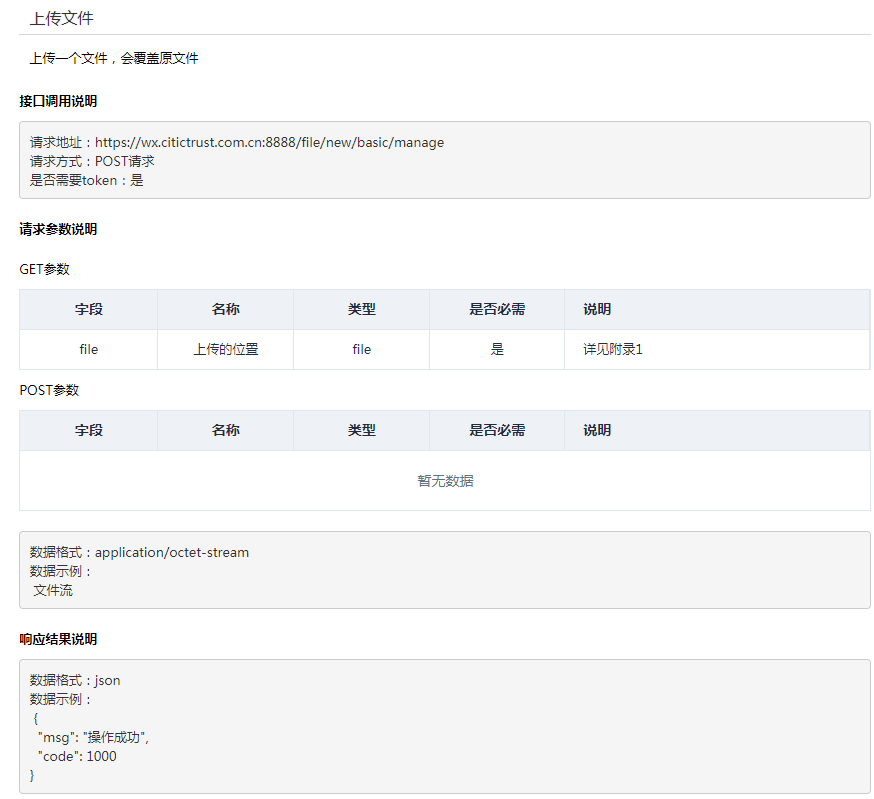 上传文件
上传一个文件，会覆盖原文件
接口调用说明
请求地址：https://wx.citictrust.com.cn:8888/file/new/basic/manage
请求方式：POST请求
是否需要token：是
请求参数说明
GET参数
字段 名称 类型 是否必需 说明
file 上传的位置 file 是 详见附录1
POST参数
字段 名称 类型 是否必需 说明
暂无数据
数据格式：application/octet-stream
数据示例：
文件流
响应结果说明
数据格式：json
数据示例：
{
"msg": "操作成功",
"code": 1000
}